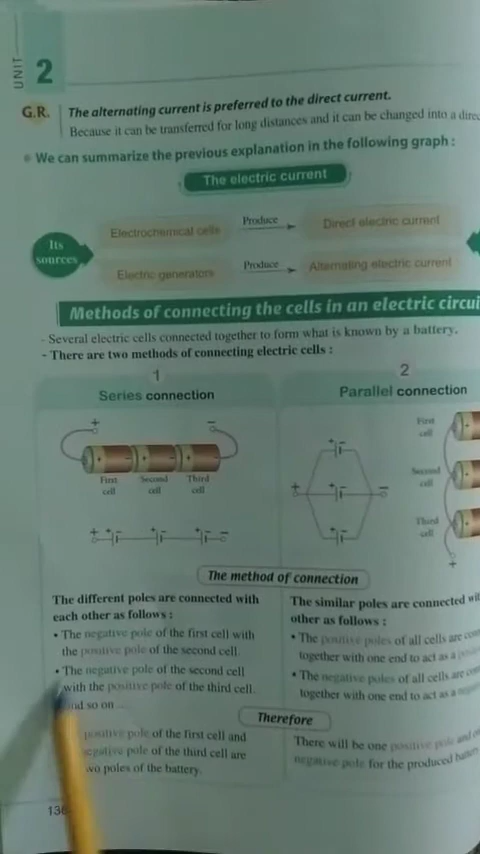 UNIT
2
G.R. The alternating current is preferred to the direct current.
Because it can be transferred for long distances and it can be changed into a
We can summarize the previous explanation in the following graph :
The electric current
Its
sources
Electrochemical cells
Produce
Direct electric current
Electric generators
Produce
Alternating electric current
Methods of connecting the cells in an electric
- Several electric cells connected together to form what is known by a battery.
- There are two methods of connecting electric cells :
1
Series connection
2
Parallel connection
+
-
First
cell
Second
cell
Third
cell
First
cell
Second
cell
Third
cell
+
The method of connection
The different poles are connected with
each other as follows :
• The negative pole of the first cell with
the positive pole of the second cell.
• The negative pole of the second cell
with the positive pole of the third cell.
so on
The similar poles are connected
other as follows :
• The positive poles of all cells are
together with one end to act as a
• The negative poles of all cells are
together with one end to act as a
Therefore
positive pole of the first cell and
pole of the third cell are
poles of the battery.
There will be one positive pole and
negative pole for the produced